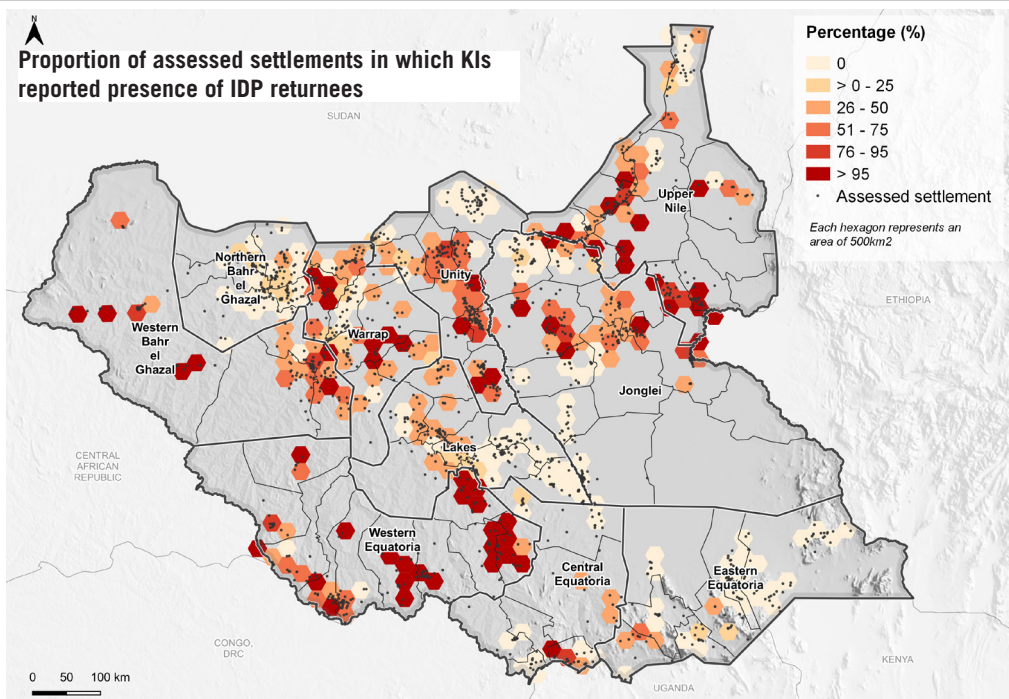 Proportion of assessed settlements in which KIs
reported presence of IDP returnees
Percentage (%)
0
> 0 - 25
26 - 50
51 - 75
76 - 95
> 95
Assessed settlement
Each hexagon represents an
area of 500km2
SUDAN
Upper
Nile
Northern
Bahr
el
Ghazal
Unity
ETHIOPIA
Western
Bahr
el
Ghazal
Warrap
Jonglei
CENTRAL
AFRICAN
REPUBLIC
Lakes
Western
Equatoria
Central
Equatoria
Eastern
Equatoria
CONGO,
DRC
KENYA
UGANDA
0 50 100 km
N